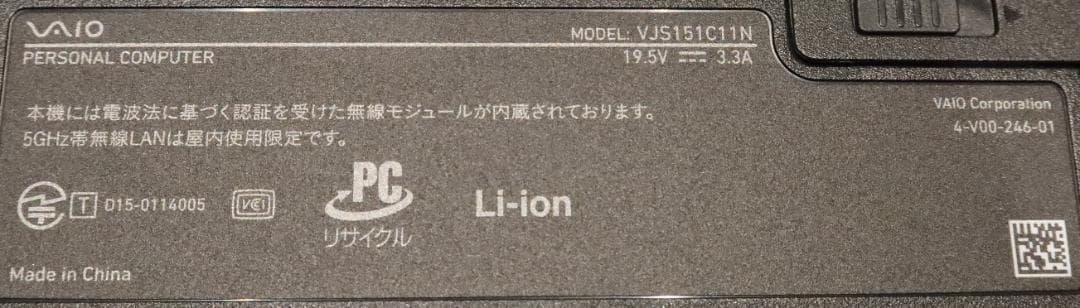 VAIO
MODEL: VJS151C11N
PERSONAL COMPUTER
19.5V ⎓ 3.3A
本機には電波法に基づく認証を受けた無線モジュールが内蔵されております。
5GHz帯無線LANは屋内使用限定です。
VAIO Corporation
4-V00-246-01
T D15-0114005
VCI
PC
リサイクル
Li-ion
Made in China